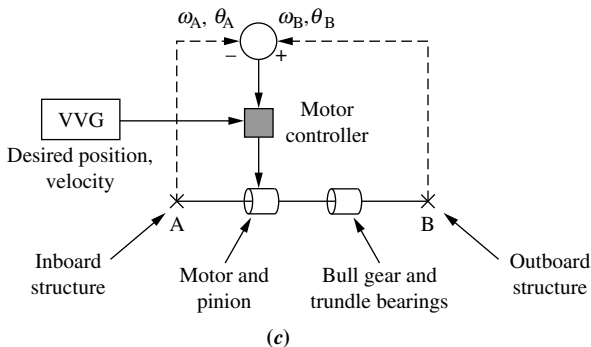 ωA, θA ωB, θB
− +
VVG
Motor
controller
Desired position,
velocity
A B
Inboard
structure
Motor and
pinion
Bull gear and
trundle bearings
Outboard
structure
(c)